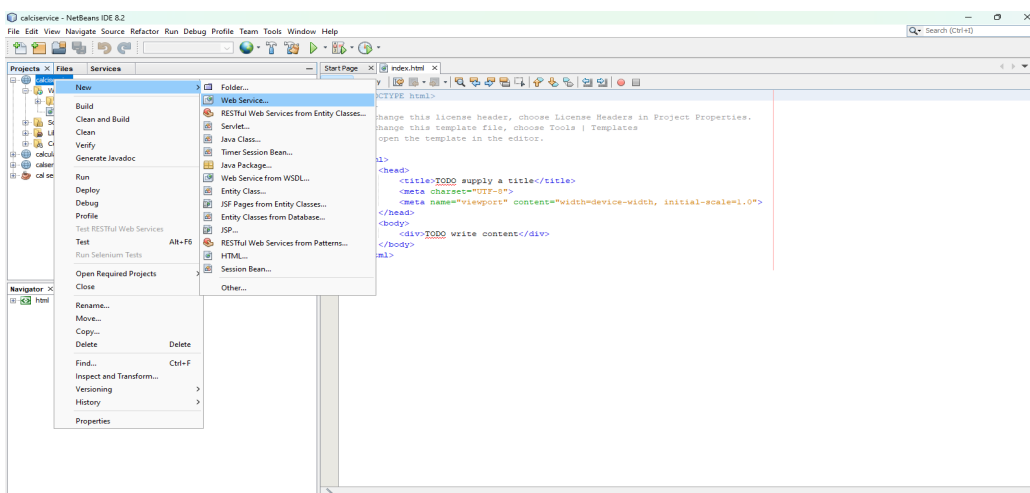 calciservice - NetBeans IDE 8.2
File Edit View Navigate Source Refactor Run Debug Profile Team Tools Window Help
Search (Ctrl+I)
Projects Files Services
Start Page index.html
New
Build
Clean and Build
Clean
Verify
Generate Javadoc
Run
Deploy
Debug
Profile
Test RESTful Web Services
Test Alt+F6
Run Selenium Tests
Open Required Projects
Close
Rename...
Move...
Copy...
Delete Delete
Find... Ctrl+F
Inspect and Transform...
Versioning
History
Properties
Folder...
Web Service...
RESTful Web Services from Entity Classes...
Servlet...
Java Class...
Timer Session Bean...
Java Package...
Web Service from WSDL...
Entity Class...
JSF Pages from Entity Classes...
Entity Classes from Database...
JSP...
RESTful Web Services from Patterns...
HTML...
Session Bean...
Other...
OCTYPE html>
hange this license header, choose License Headers in Project Properties.
hange this template file, choose Tools | Templates
open the template in the editor.
ml>
<head>
<title>TODO supply a title</title>
<meta charset="UTF-8">
<meta name="viewport" content="width=device-width, initial-scale=1.0">
</head>
<body>
<div>TODO write content</div>
</body>
tml>
Navigator
html